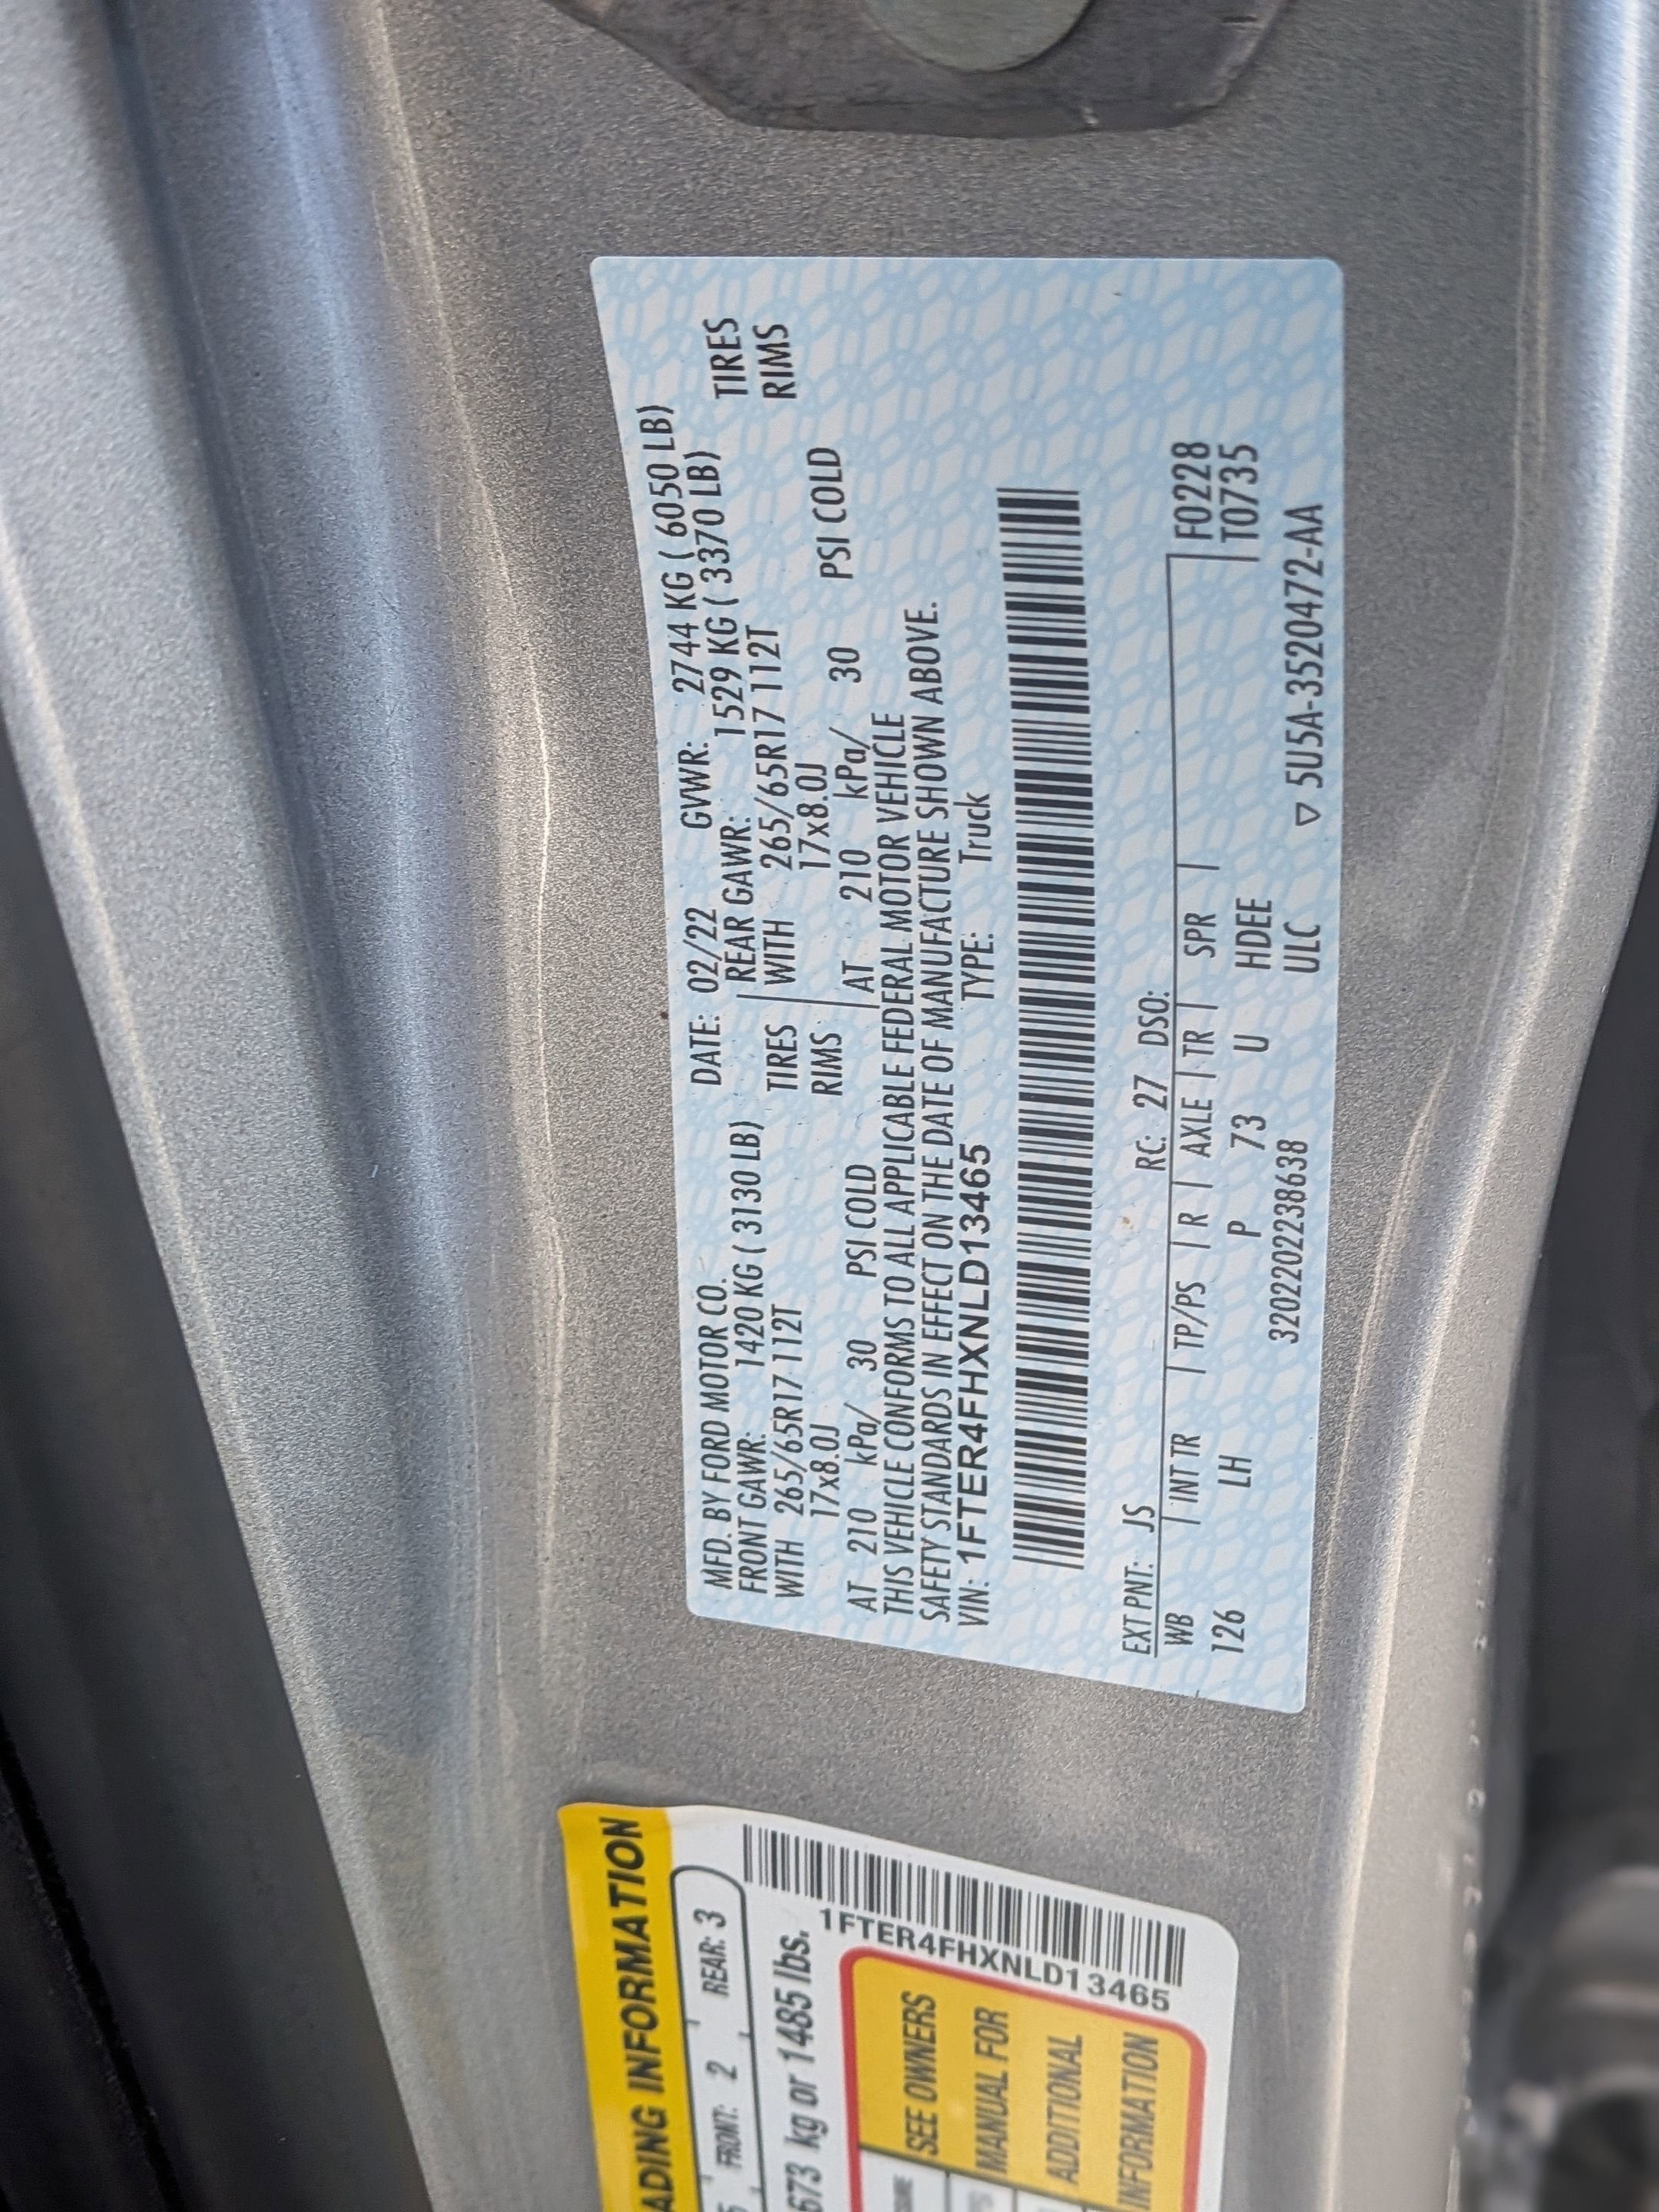 MFD. BY FORD MOTOR CO. DATE: 02/22 GVWR: 2744 KG ( 6050 LB)
FRONT GAWR: 1420 KG ( 3130 LB) REAR GAWR: 1529 KG ( 3370 LB)
WITH 265/65R17 112T TIRES WITH 265/65R17 112T TIRES
17x8.0J RIMS 17x8.0J RIMS
AT 210 kPa/ 30 PSI COLD AT 210 kPa/ 30 PSI COLD
THIS VEHICLE CONFORMS TO ALL APPLICABLE FEDERAL MOTOR VEHICLE
SAFETY STANDARDS IN EFFECT ON THE DATE OF MANUFACTURE SHOWN ABOVE.
VIN: 1FTER4FHXNLD13465 TYPE: Truck
EXT PNT: JS RC: 27 DSO:
WB INT TR TP/PS R AXLE TR SPR F0228
126 LH P 73 U HDEE T0735
3202202238638 ULC ▽ 5U5A-3520472-AA
ADING INFORMATION
FRONT: 2 REAR: 3
673 kg or 1485 lbs.
1FTER4FHXNLD13465
SEE OWNERS
MANUAL FOR
ADDITIONAL
INFORMATION